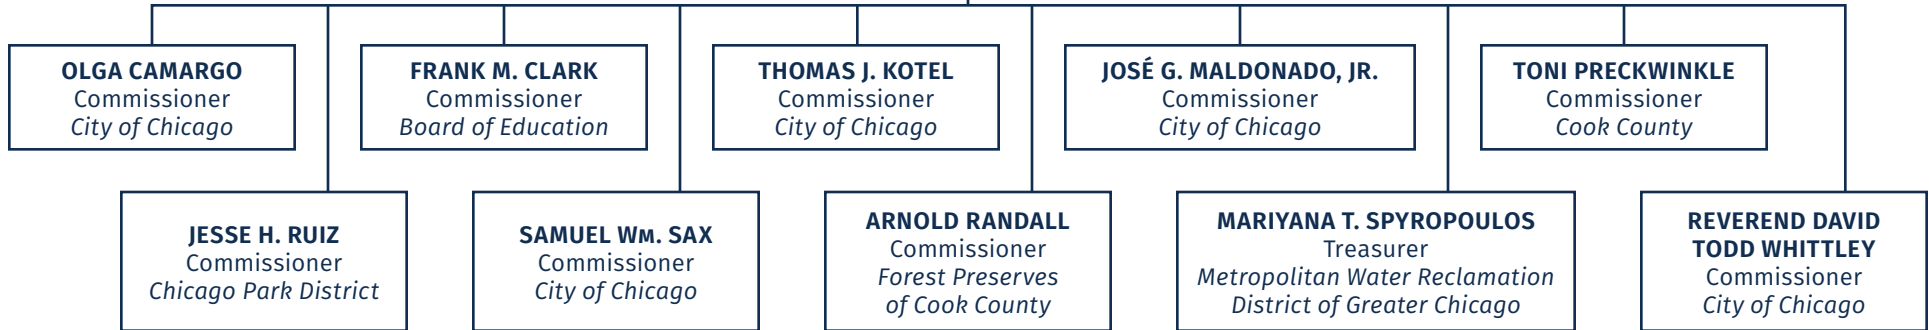 OLGA CAMARGO
Commissioner
City of Chicago
FRANK M. CLARK
Commissioner
Board of Education
THOMAS J. KOTEL
Commissioner
City of Chicago
JOSÉ G. MALDONADO, JR.
Commissioner
City of Chicago
TONI PRECKWINKLE
Commissioner
Cook County
JESSE H. RUIZ
Commissioner
Chicago Park District
SAMUEL WM. SAX
Commissioner
City of Chicago
ARNOLD RANDALL
Commissioner
Forest Preserves
of Cook County
MARIYANA T. SPYROPOULOS
Treasurer
Metropolitan Water Reclamation
District of Greater Chicago
REVEREND DAVID
TODD WHITTLEY
Commissioner
City of Chicago